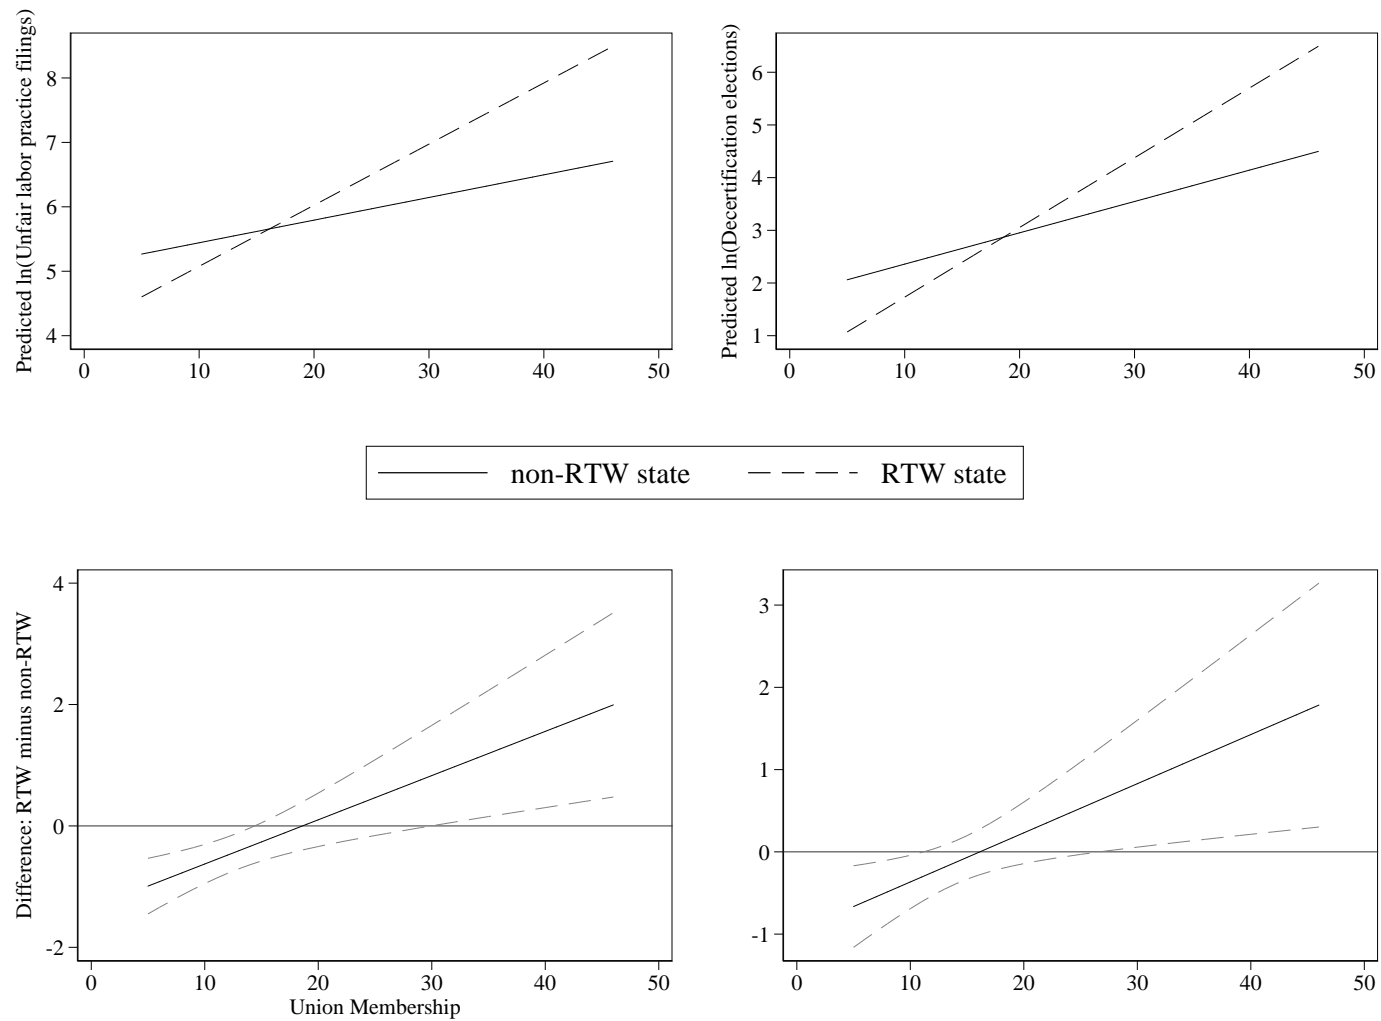 Predicted ln(Unfair labor practice filings)
8
7
6
5
4
0 10 20 30 40 50
Predicted ln(Decertification elections)
6
5
4
3
2
1
0 10 20 30 40 50
non-RTW state RTW state
Difference: RTW minus non-RTW
4
2
0
-2
0 10 20 30 40 50
Union Membership
3
2
1
0
-1
0 10 20 30 40 50